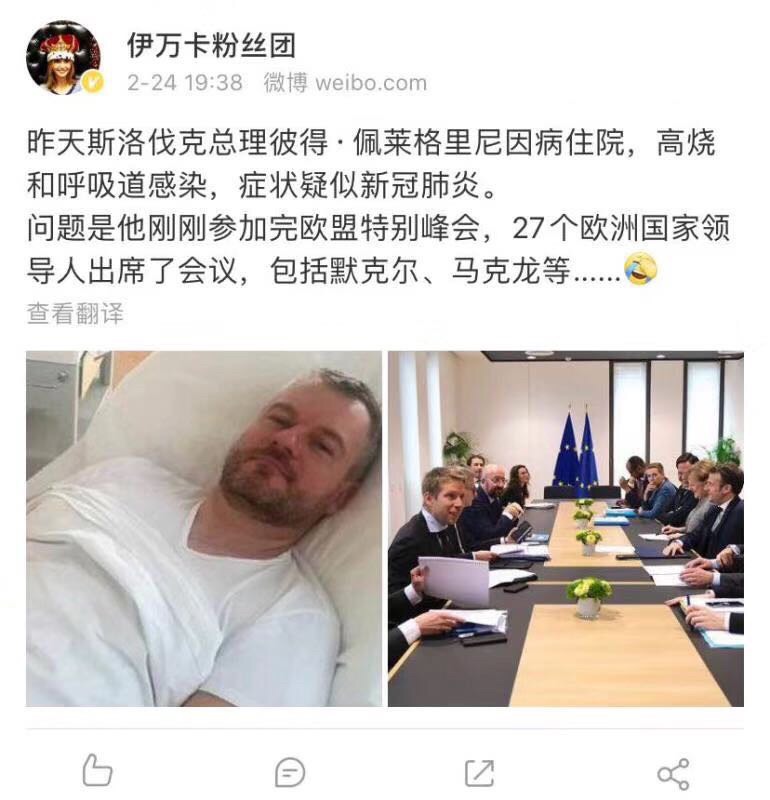 伊万卡粉丝团
2-24 19:38 微博 weibo.com
昨天斯洛伐克总理彼得·佩莱格里尼因病住院，高烧
和呼吸道感染，症状疑似新冠肺炎。
问题是他刚刚参加完欧盟特别峰会，27个欧洲国家领
导人出席了会议，包括默克尔、马克龙等......🤣
查看翻译